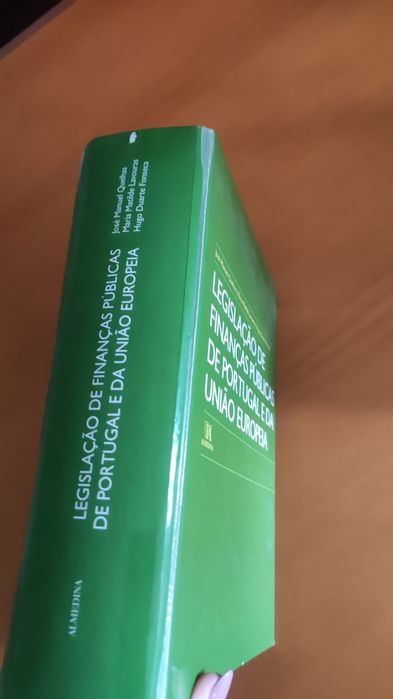 José Manuel Quelhas
Maria Matilde Lavouras
Hugo Duarte Fonseca
LEGISLAÇÃO DE FINANÇAS PÚBLICAS
DE PORTUGAL E DA UNIÃO EUROPEIA
ALMEDINA
LEGISLAÇÃO DE
FINANÇAS PÚBLICAS
DE PORTUGAL E DA
UNIÃO EUROPEIA
ALMEDINA